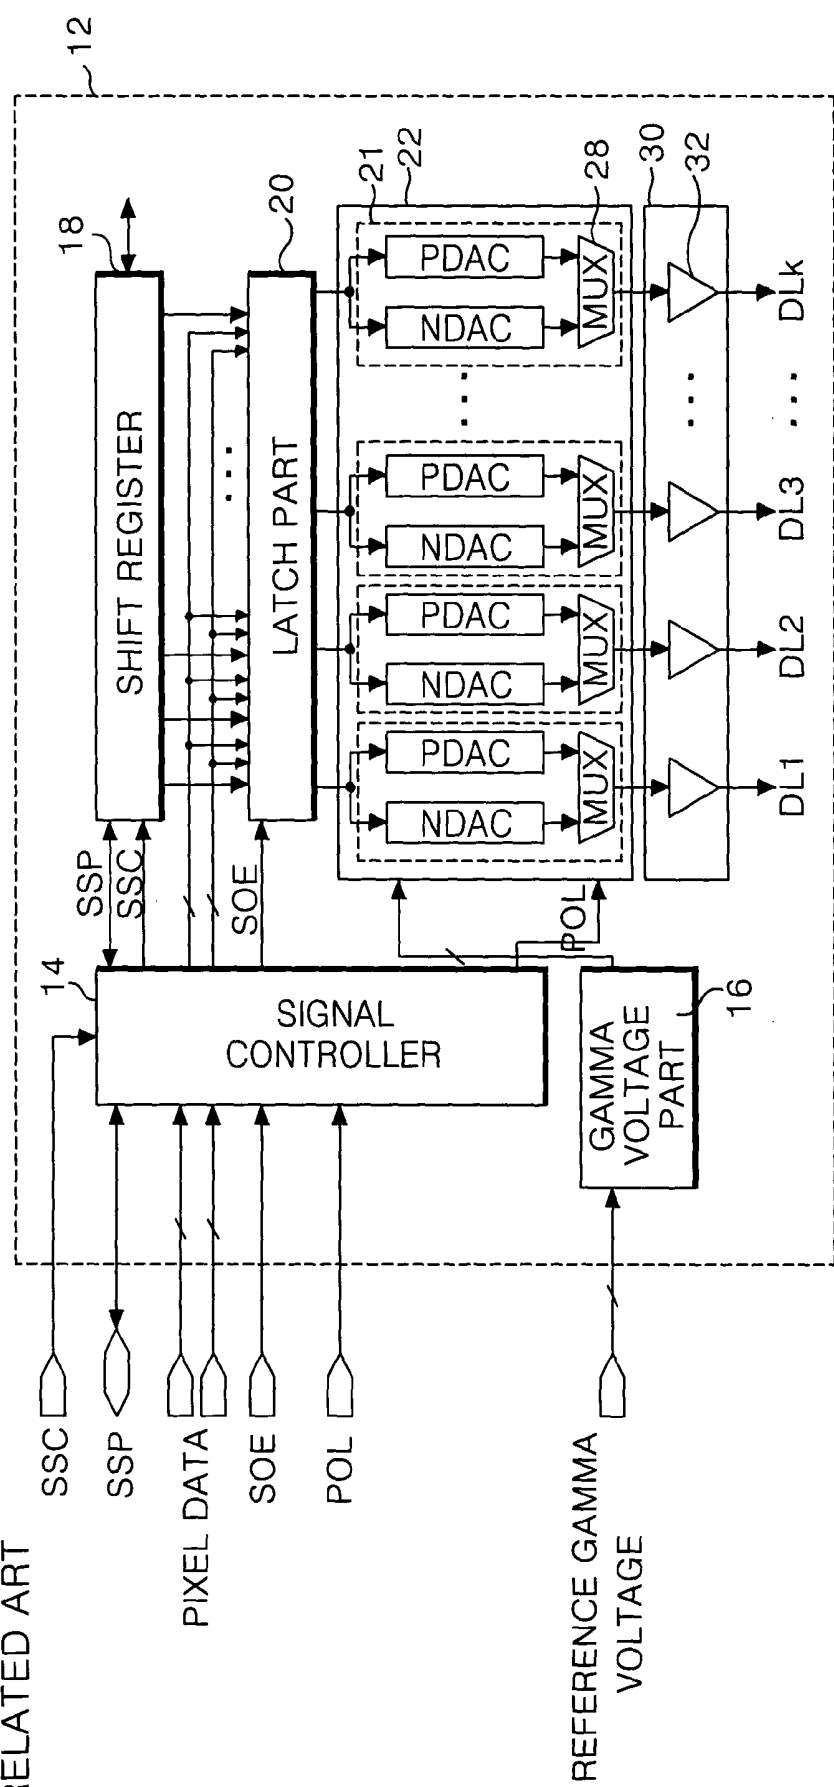 RELATED ART
12
SSC
SSP
PIXEL DATA
SOE
POL
REFERENCE GAMMA
VOLTAGE
14
SIGNAL
CONTROLLER
GAMMA
VOLTAGE
PART
16
SSP
SSC
SOE
POL
18
SHIFT REGISTER
...
20
LATCH PART
21
22
NDAC
PDAC
MUX
NDAC
PDAC
MUX
NDAC
PDAC
MUX
...
NDAC
PDAC
MUX
28
30
32
...
DL1
DL2
DL3
...
DLk